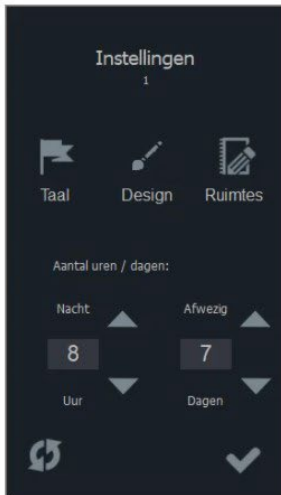 Instellingen
1
Taal Design Ruimtes
Aantal uren / dagen:
Nacht Afwezig
8 7
Uur Dagen